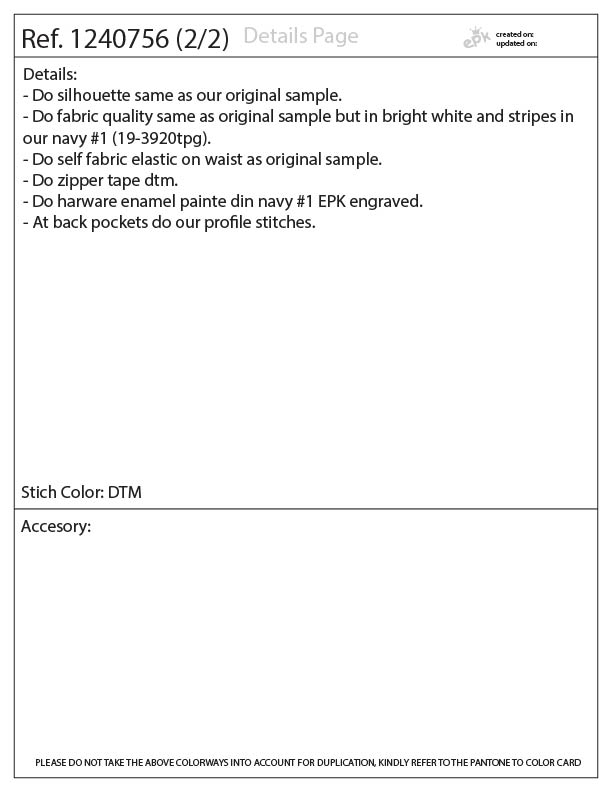 Ref. 1240756 (2/2) Details Page
epk
created on:
updated on:
Details:
- Do silhouette same as our original sample.
- Do fabric quality same as original sample but in bright white and stripes in
our navy #1 (19-3920tpg).
- Do self fabric elastic on waist as original sample.
- Do zipper tape dtm.
- Do harware enamel painte din navy #1 EPK engraved.
- At back pockets do our profile stitches.
Stich Color: DTM
Accesory:
PLEASE DO NOT TAKE THE ABOVE COLORWAYS INTO ACCOUNT FOR DUPLICATION, KINDLY REFER TO THE PANTONE TO COLOR CARD